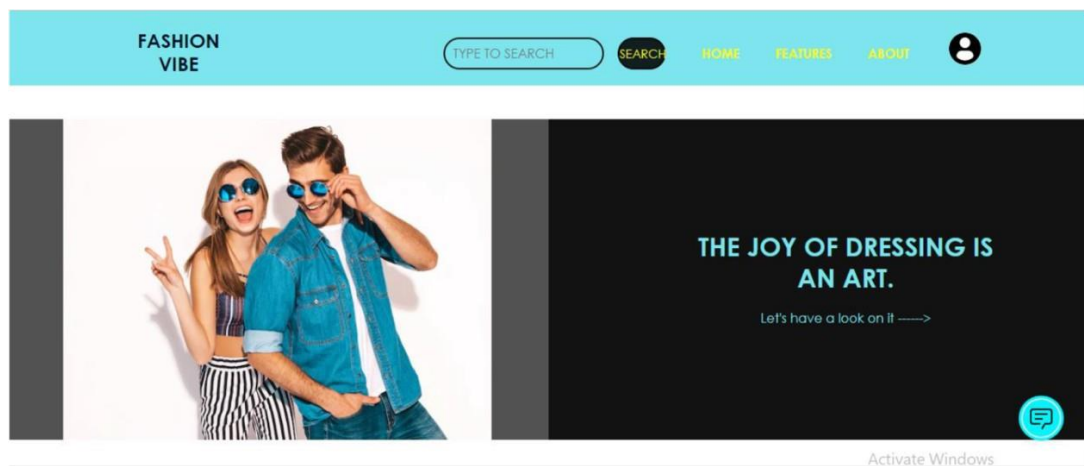 FASHION
VIBE
TYPE TO SEARCH
SEARCH
HOME
FEATURES
ABOUT
THE JOY OF DRESSING IS
AN ART.
Let's have a look on it ------>
Activate Windows